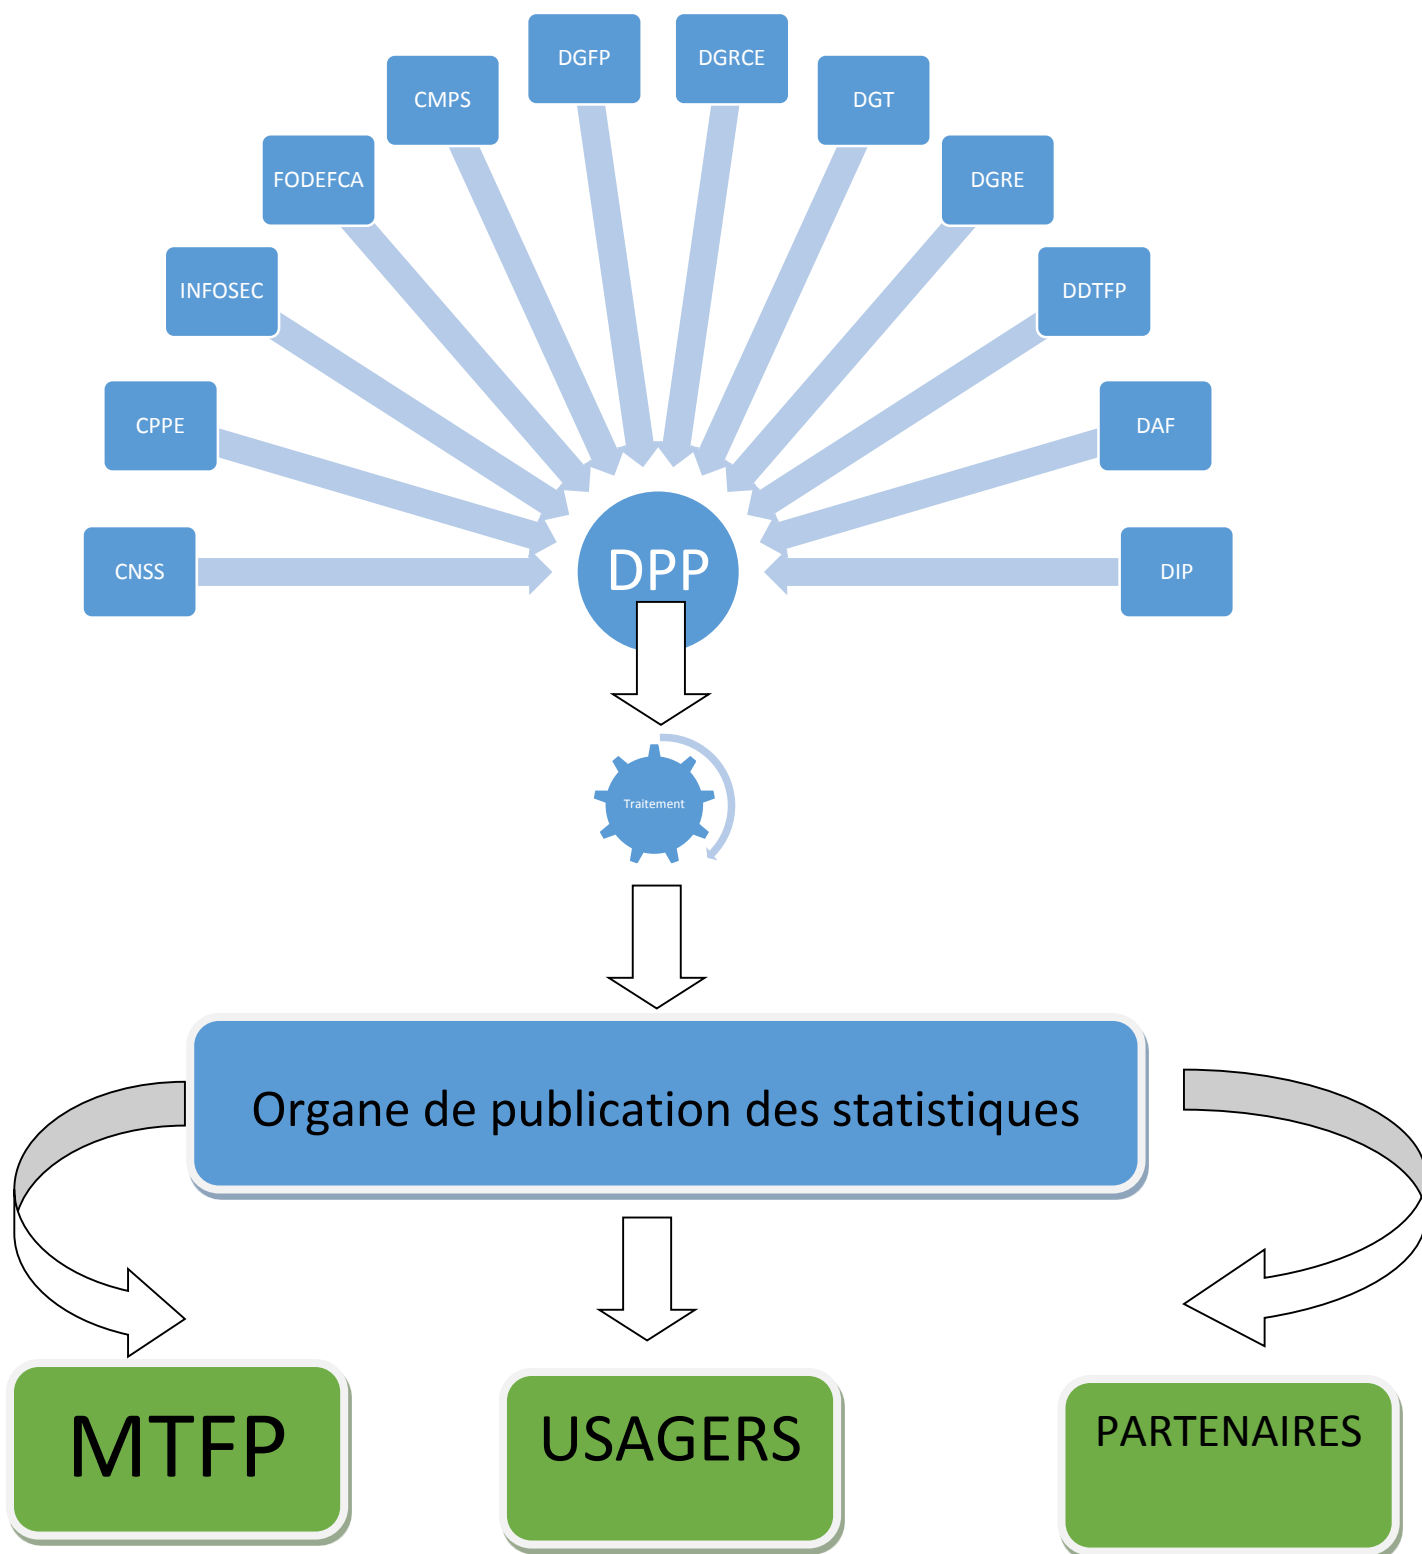 DGFP
DGRCE
CMPS
DGT
FODEFCA
DGRE
INFOSEC
DDTFP
CPPE
DAF
CNSS
DPP
DIP
Traitement
Organe de publication des statistiques
MTFP
USAGERS
PARTENAIRES